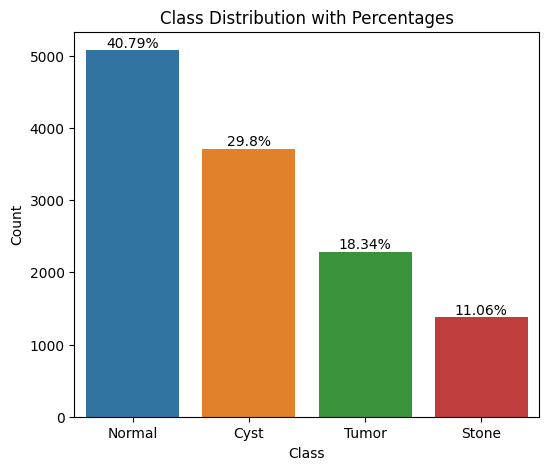 Class Distribution with Percentages
40.79%
29.8%
18.34%
11.06%
5000
4000
3000
2000
1000
0
Count
Normal Cyst Tumor Stone
Class